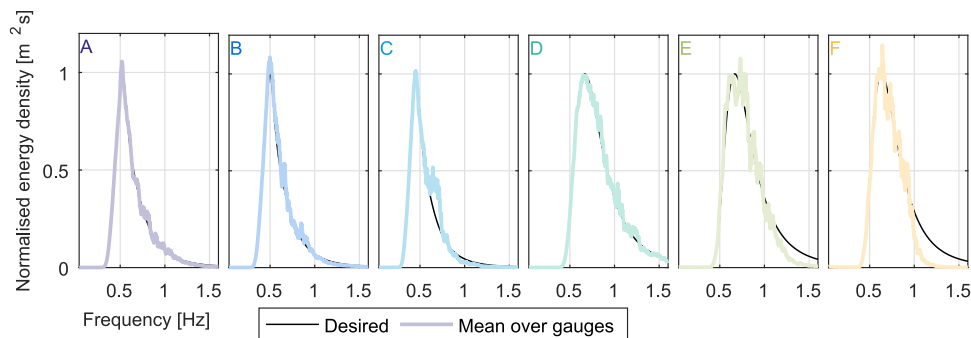 Normalised energy density [m² s]
A B C D E F
1
0.5
0
0.5 1 1.5 0.5 1 1.5 0.5 1 1.5 0.5 1 1.5 0.5 1 1.5 0.5 1 1.5
Frequency [Hz]
Desired Mean over gauges